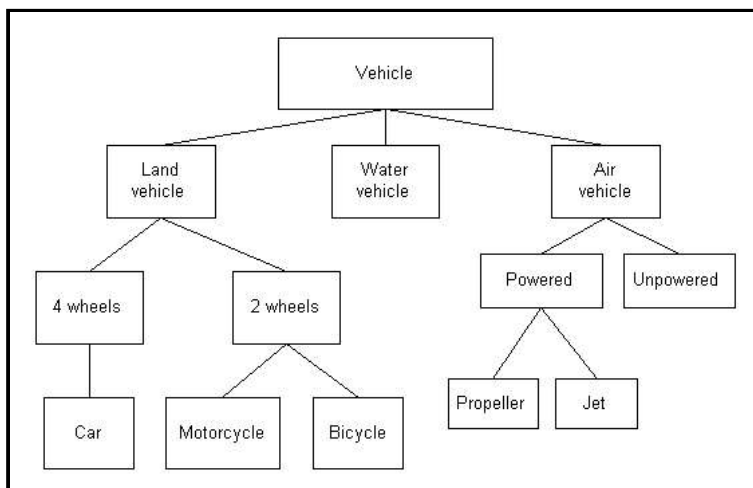 Vehicle
Land
vehicle
Water
vehicle
Air
vehicle
4 wheels
2 wheels
Powered
Unpowered
Car
Motorcycle
Bicycle
Propeller
Jet